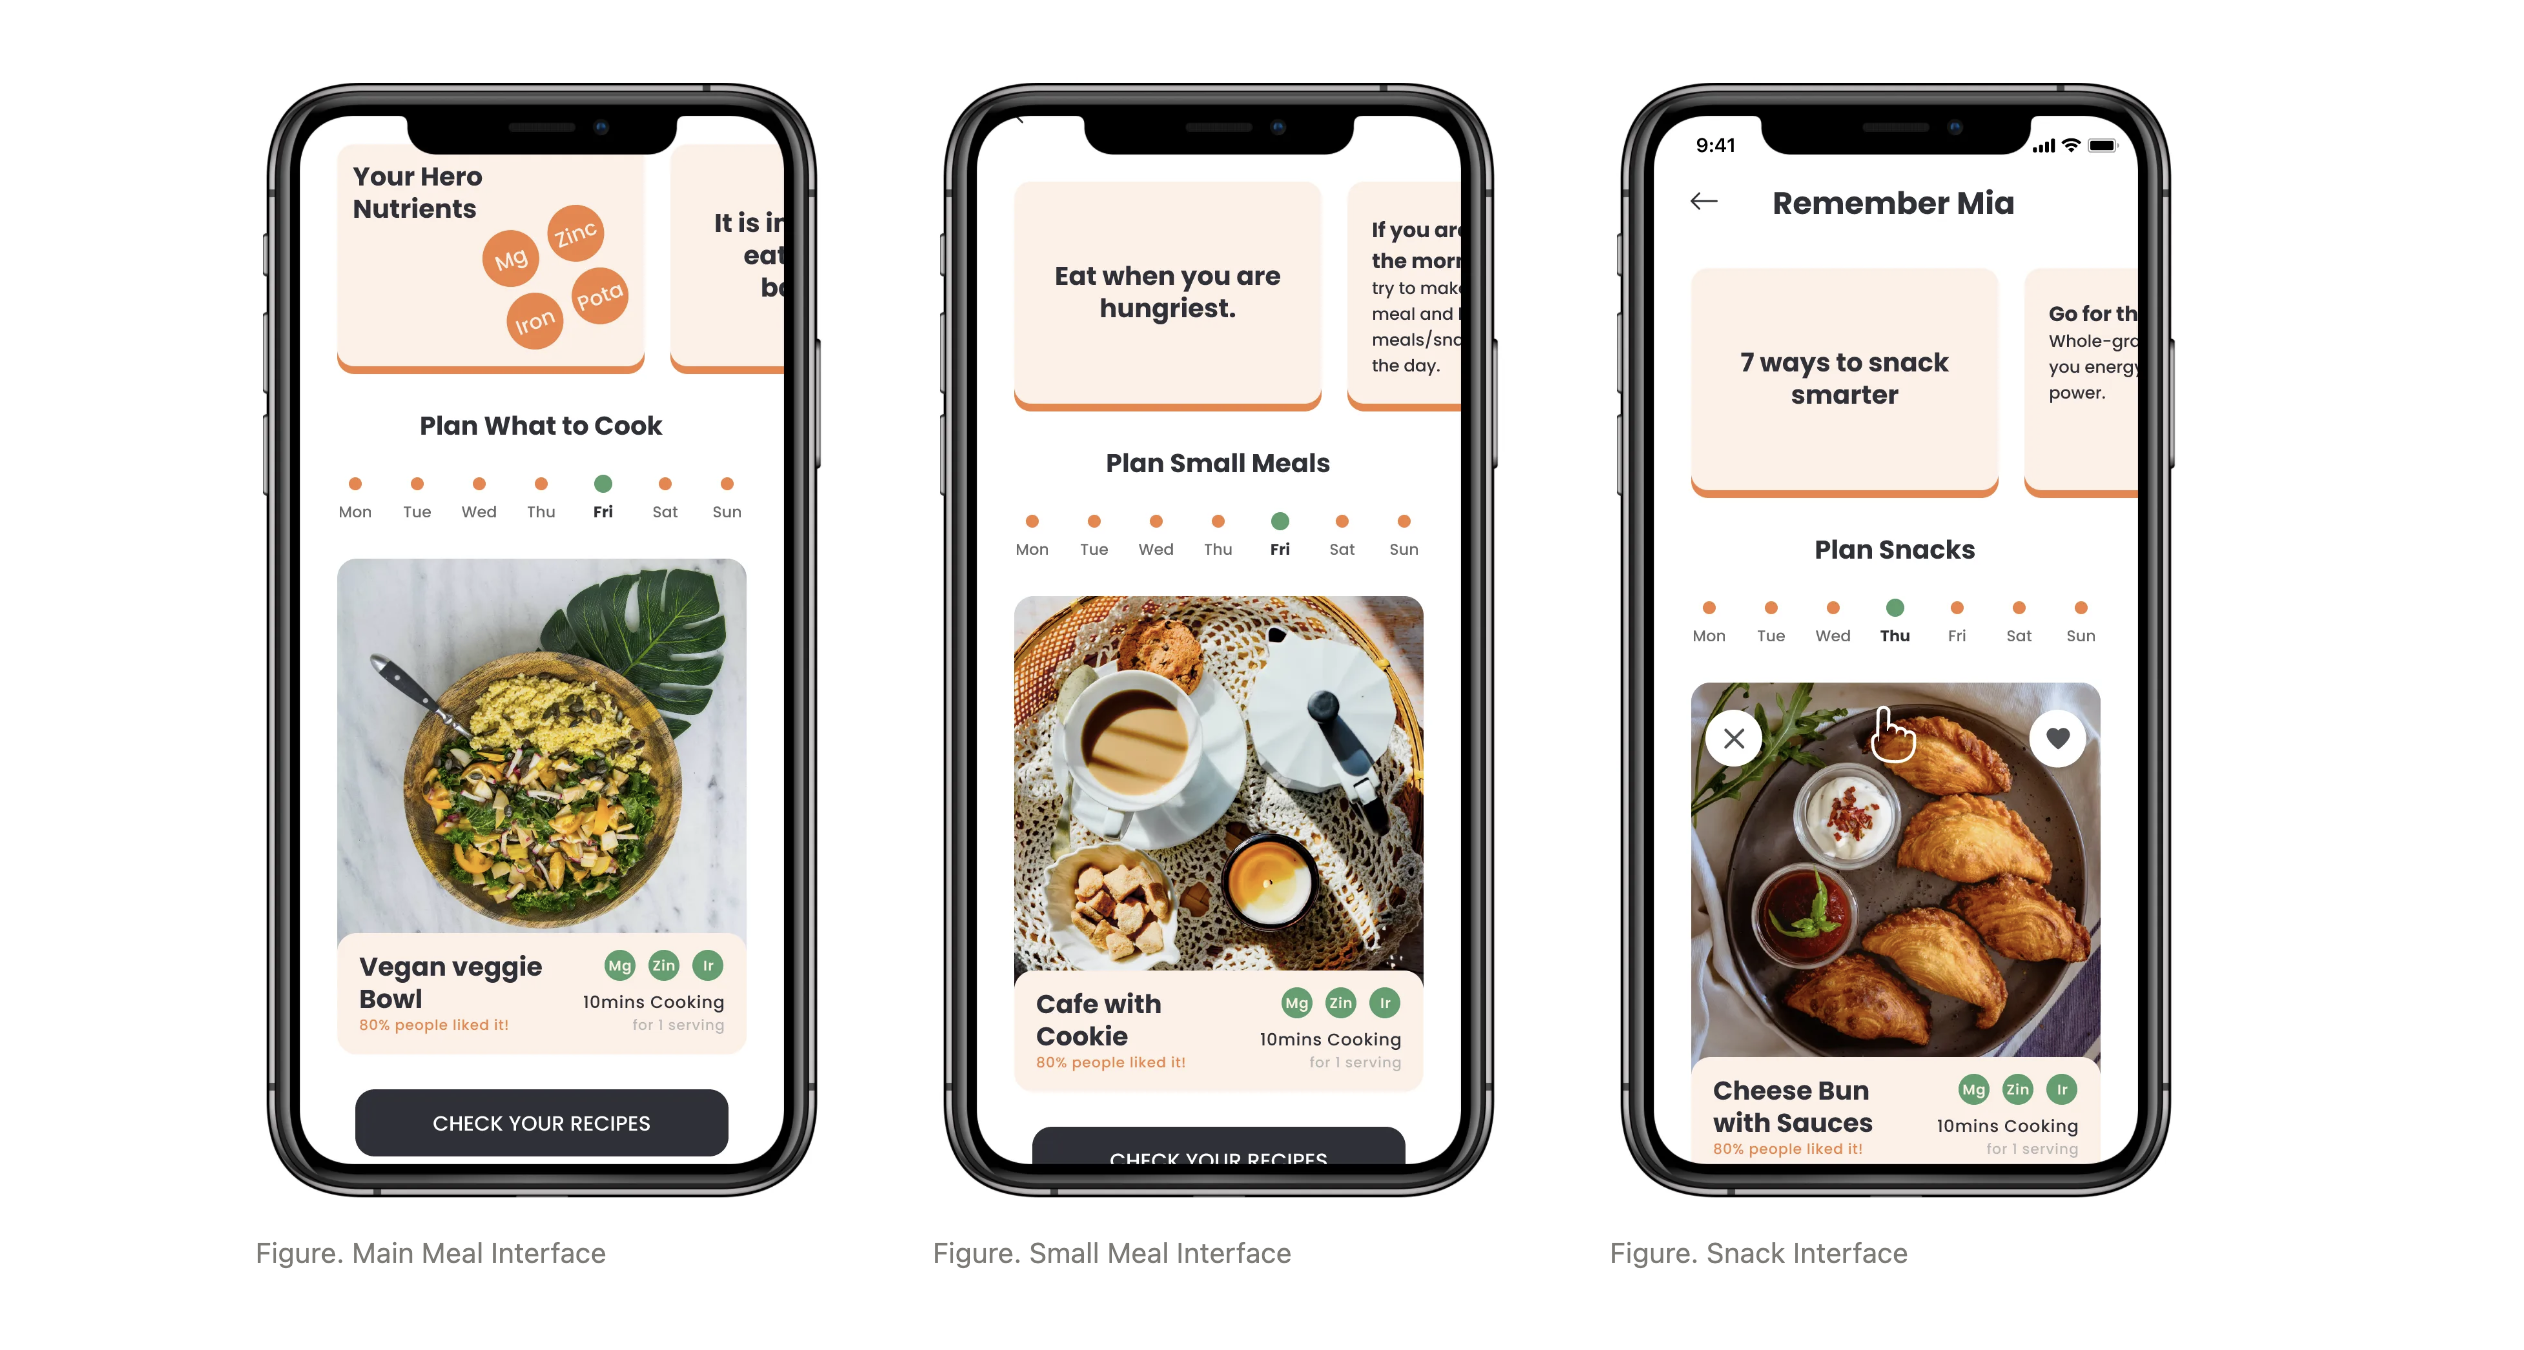 Your Hero
Nutrients
Mg
Zinc
Iron
Pota
It is
eat
Plan What to Cook
Mon Tue Wed Thu Fri Sat Sun
Vegan veggie
Bowl
80% people liked it!
Mg Zin Ir
10mins Cooking
for 1 serving
CHECK YOUR RECIPES
Figure. Main Meal Interface
Eat when you are
hungriest.
If you are
the morn
try to make
meal and
meals/sna
the day.
Plan Small Meals
Mon Tue Wed Thu Fri Sat Sun
Cafe with
Cookie
80% people liked it!
Mg Zin Ir
10mins Cooking
for 1 serving
CHECK YOUR RECIPES
Figure. Small Meal Interface
9:41
Remember Mia
7 ways to snack
smarter
Go for th
Whole-gra
you energy
power.
Plan Snacks
Mon Tue Wed Thu Fri Sat Sun
Cheese Bun
with Sauces
80% people liked it!
Mg Zin Ir
10mins Cooking
for 1 serving
Figure. Snack Interface